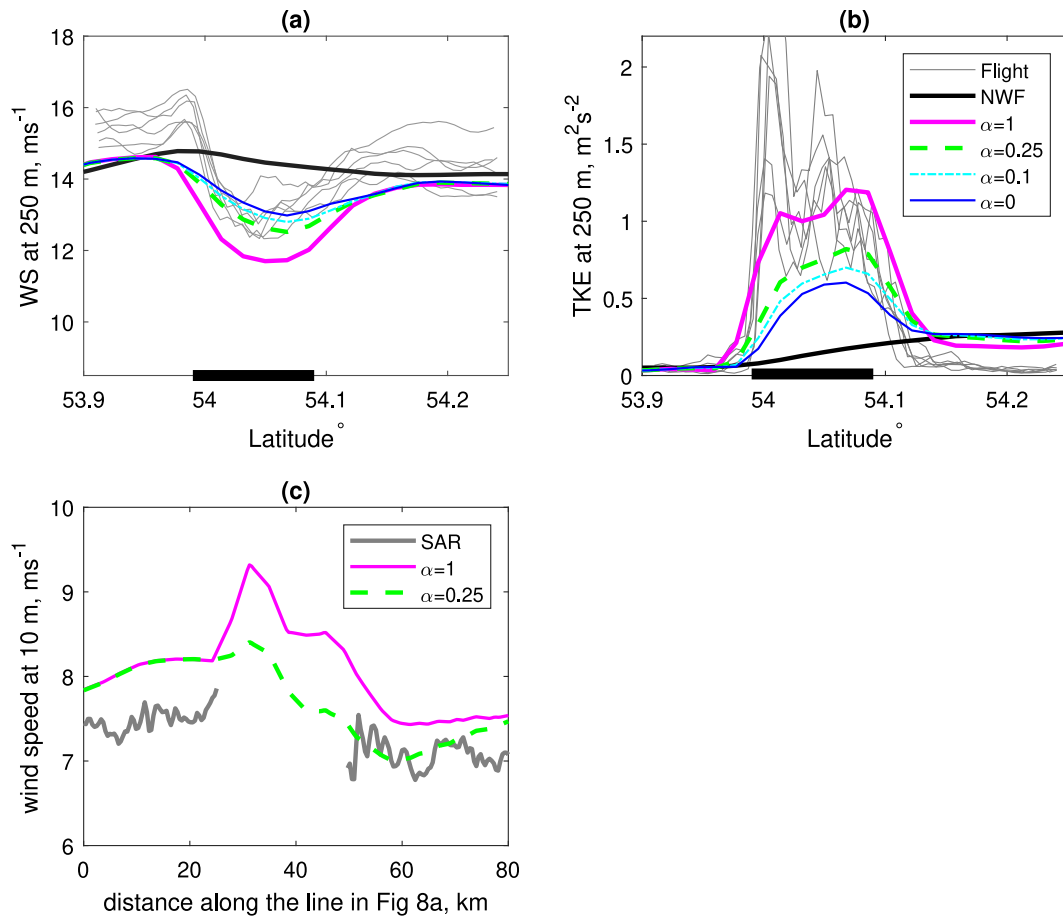 (a)
18
16
14
12
10
WS at 250 m, ms⁻¹
53.9 54 54.1 54.2
Latitude°
(b)
2
1.5
1
0.5
0
TKE at 250 m, m²s⁻²
53.9 54 54.1 54.2
Latitude°
Flight
NWF
α=1
α=0.25
α=0.1
α=0
(c)
10
9
8
7
6
wind speed at 10 m, ms⁻¹
0 20 40 60 80
distance along the line in Fig 8a, km
SAR
α=1
α=0.25